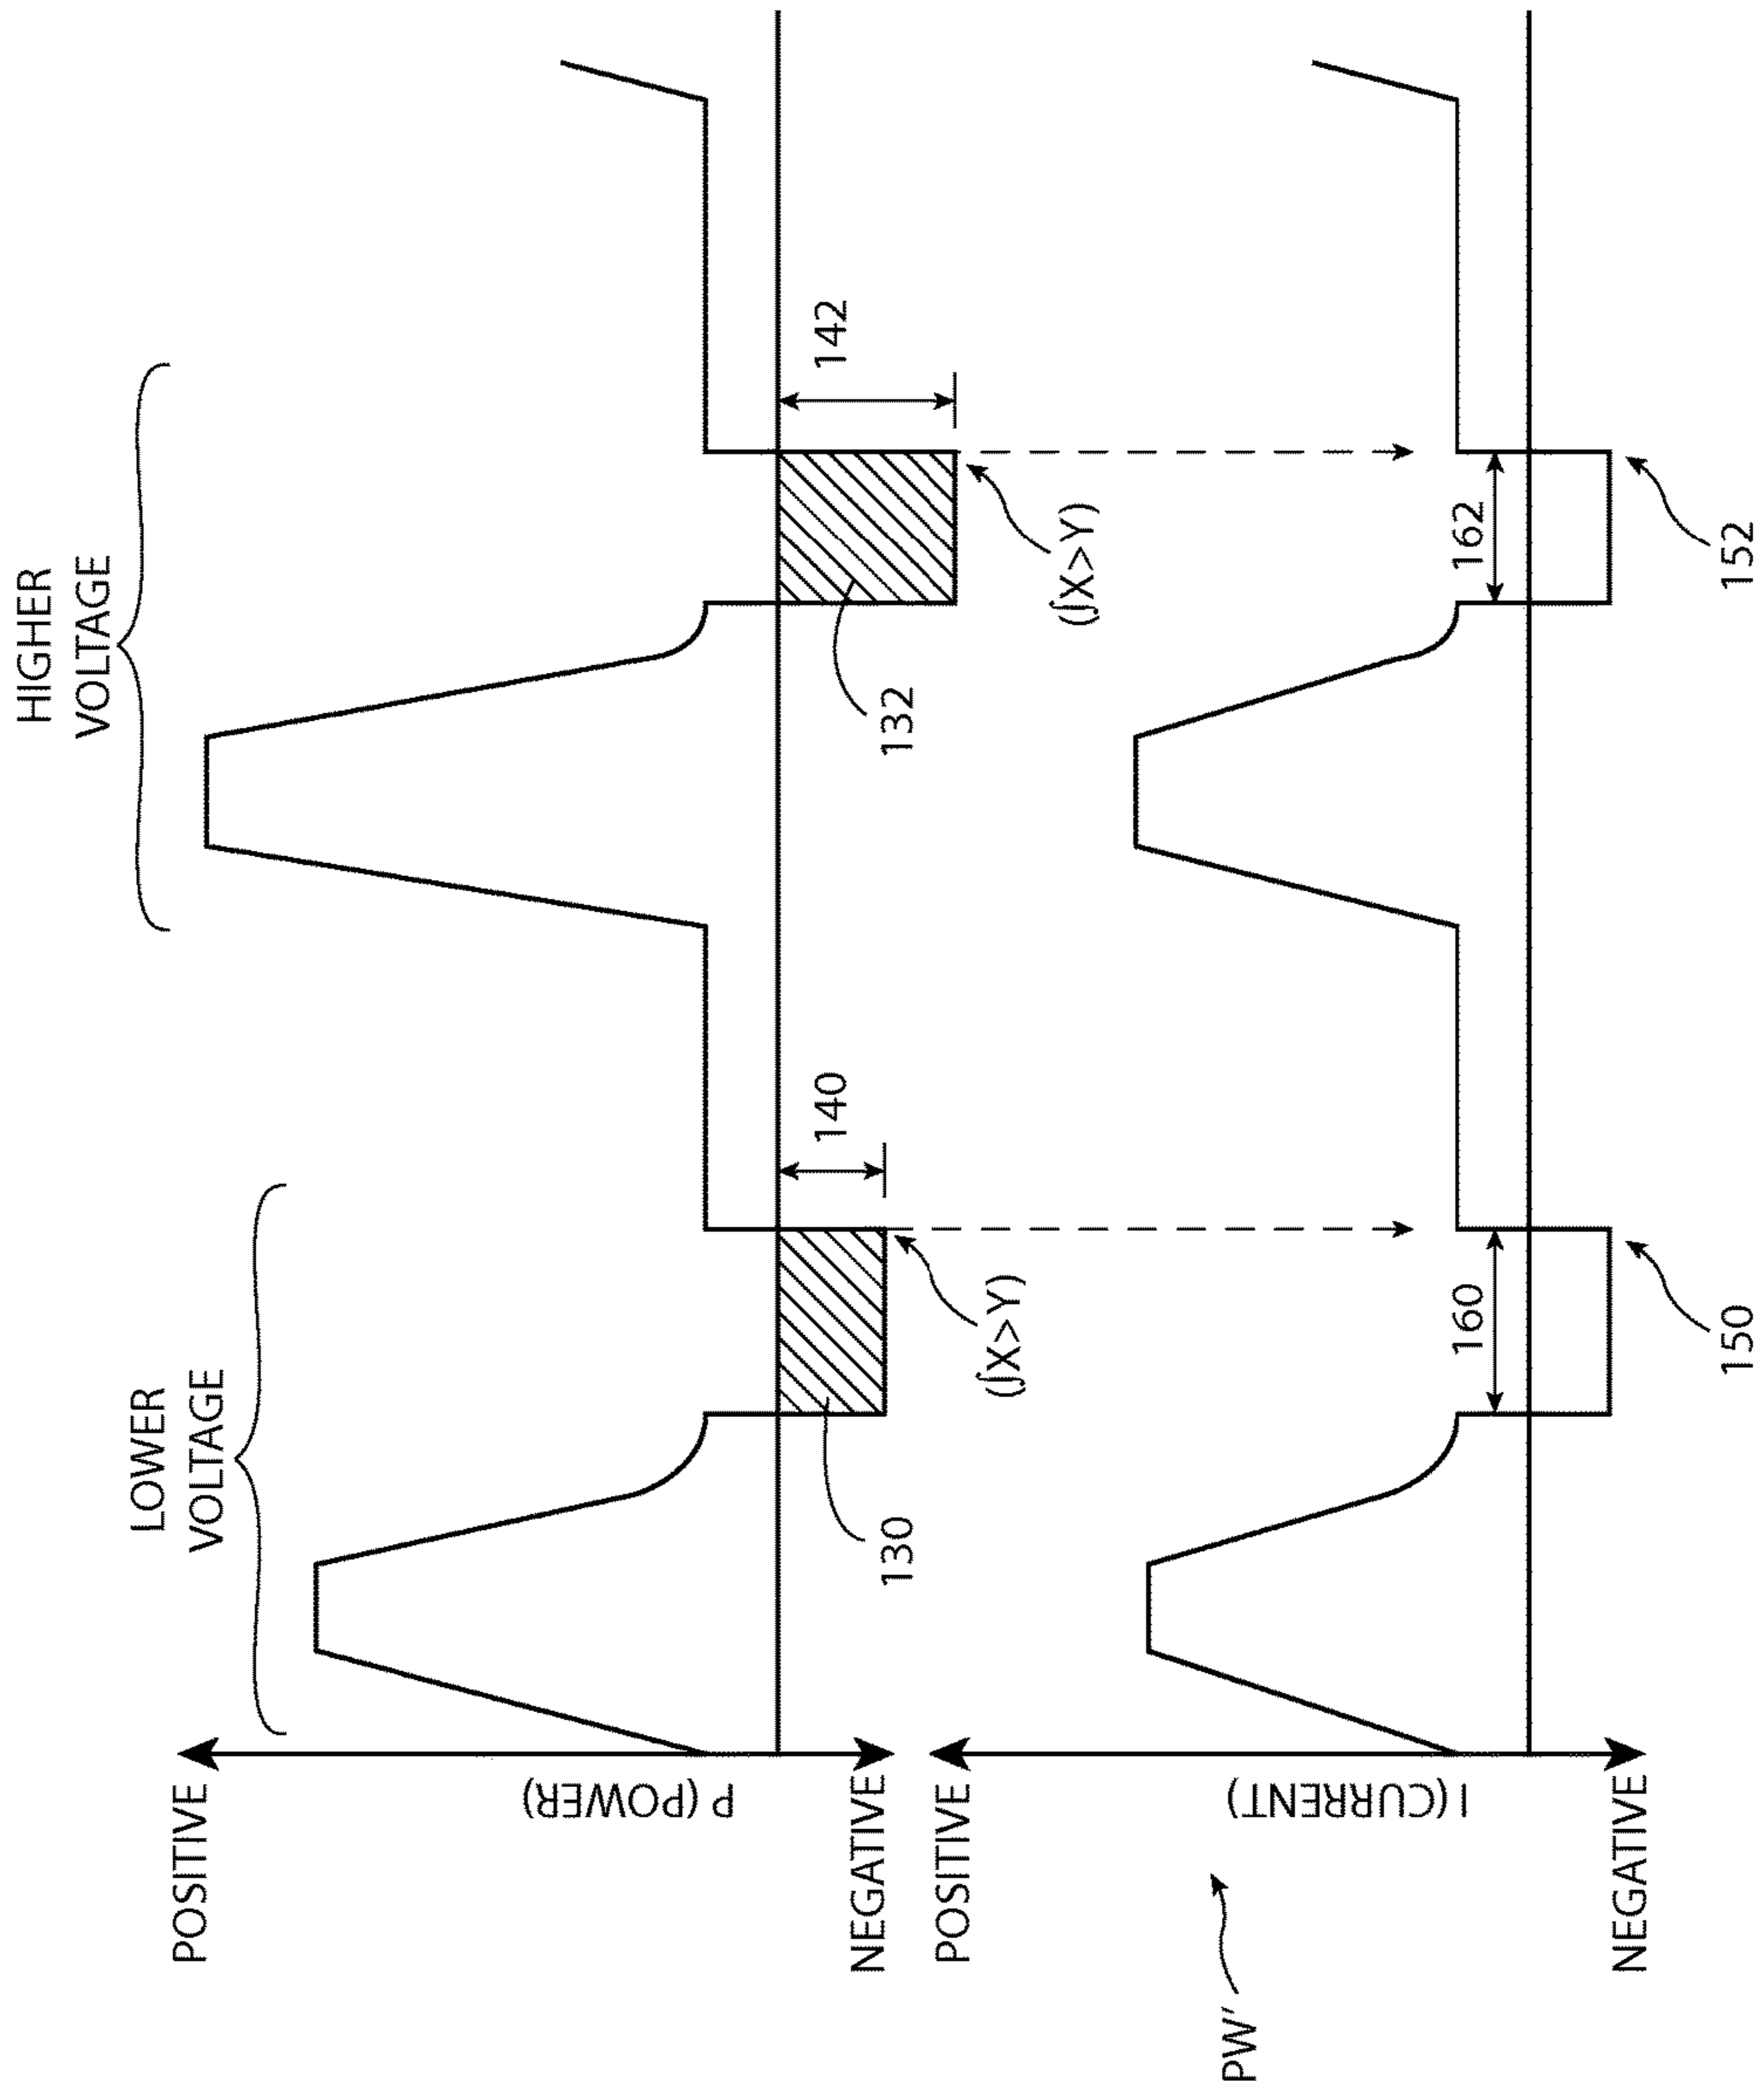 LOWER
VOLTAGE
HIGHER
VOLTAGE
POSITIVE
P (POWER)
NEGATIVE
130
140
(∫X>Y)
132
142
(∫X>Y)
PW'
POSITIVE
I (CURRENT)
NEGATIVE
160
150
162
152